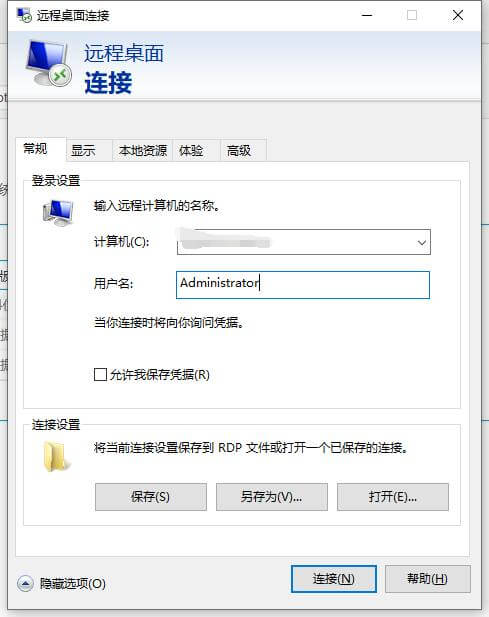 远程桌面连接
远程桌面
连接
常规 显示 本地资源 体验 高级
登录设置
输入远程计算机的名称。
计算机(C):
用户名: Administrator
当你连接时将向你询问凭据。
允许我保存凭据(R)
连接设置
将当前连接设置保存到 RDP 文件或打开一个已保存的连接。
保存(S) 另存为(V)... 打开(E)...
隐藏选项(O) 连接(N) 帮助(H)